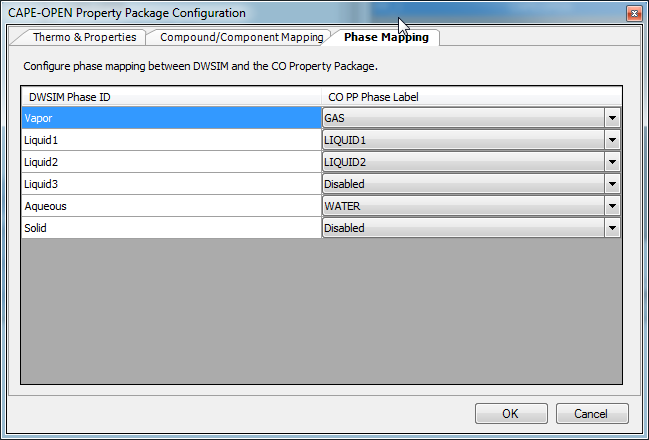 CAPE-OPEN Property Package Configuration
Thermo & Properties Compound/Component Mapping Phase Mapping
Configure phase mapping between DWSIM and the CO Property Package.
DWSIM Phase ID CO PP Phase Label
Vapor GAS
Liquid1 LIQUID1
Liquid2 LIQUID2
Liquid3 Disabled
Aqueous WATER
Solid Disabled
OK Cancel